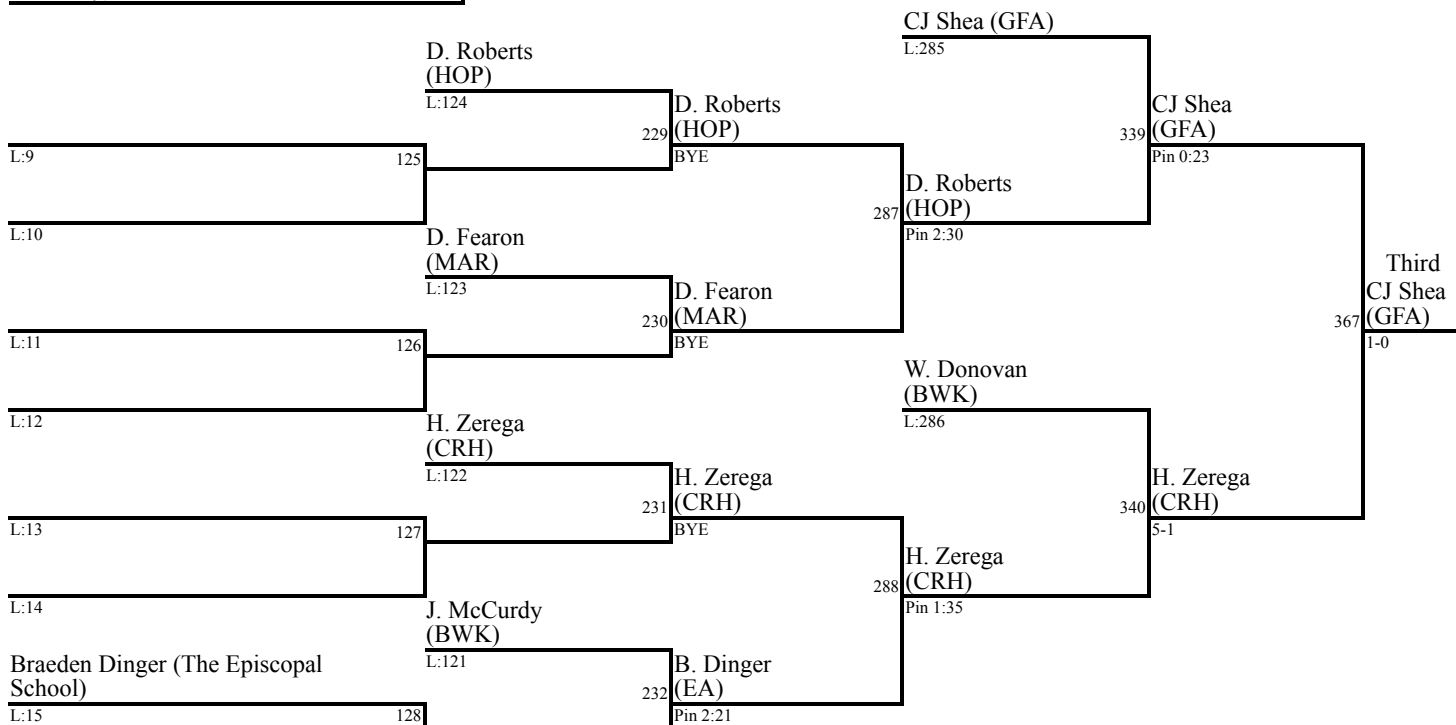 CJ Shea (GFA)
L:285
D. Roberts
(HOP)
L:124
D. Roberts
(HOP)
229
BYE
CJ Shea
(GFA)
339
Pin 0:23
L:9
125
L:10
D. Roberts
(HOP)
287
Pin 2:30
D. Fearon
(MAR)
L:123
D. Fearon
(MAR)
230
BYE
Third
CJ Shea
(GFA)
367
1-0
L:11
126
L:12
W. Donovan
(BWK)
L:286
H. Zerega
(CRH)
L:122
H. Zerega
(CRH)
231
BYE
H. Zerega
(CRH)
340
5-1
L:13
127
L:14
H. Zerega
(CRH)
288
Pin 1:35
J. McCurdy
(BWK)
L:121
Braeden Dinger (The Episcopal
School)
L:15
128
B. Dinger
(EA)
232
Pin 2:21